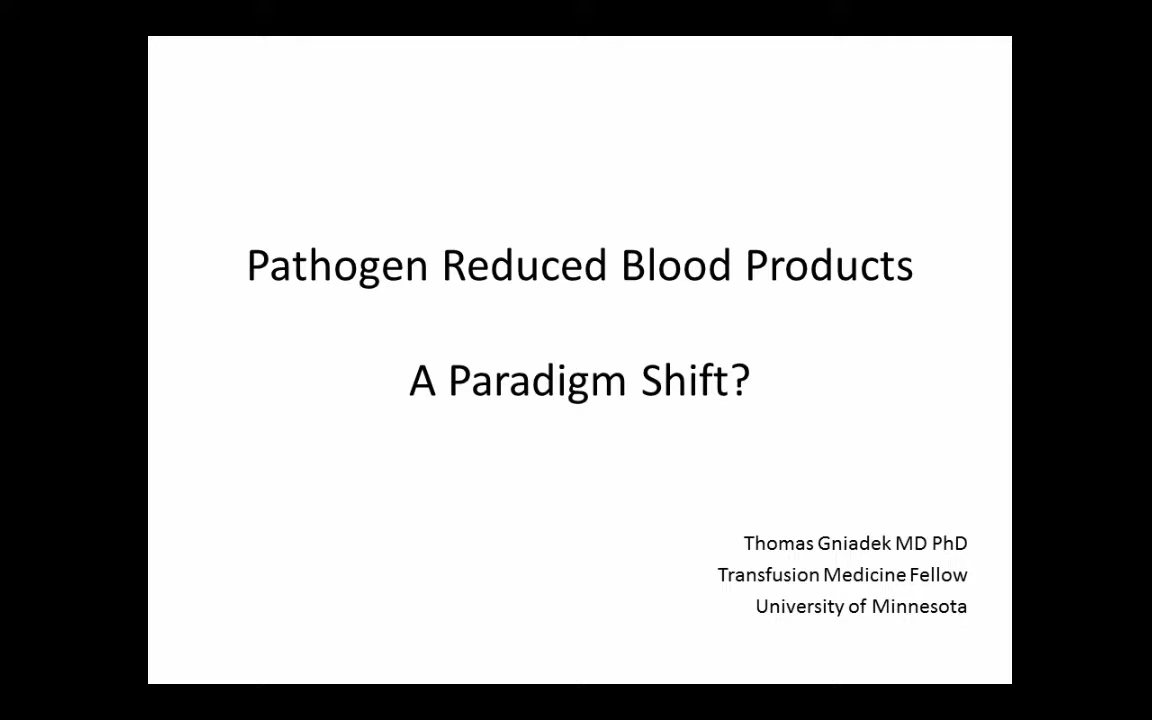 Pathogen Reduced Blood Products
A Paradigm Shift?
Thomas Gniadek MD PhD
Transfusion Medicine Fellow
University of Minnesota